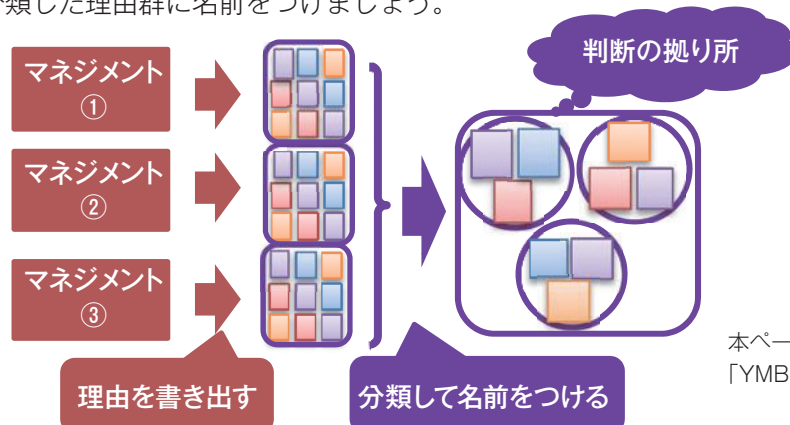 類した理由群に名前をつけましょう。
判断の拠り所
マネジメント
①
マネジメント
②
マネジメント
③
理由を書き出す
分類して名前をつける
本ペー
「YMB